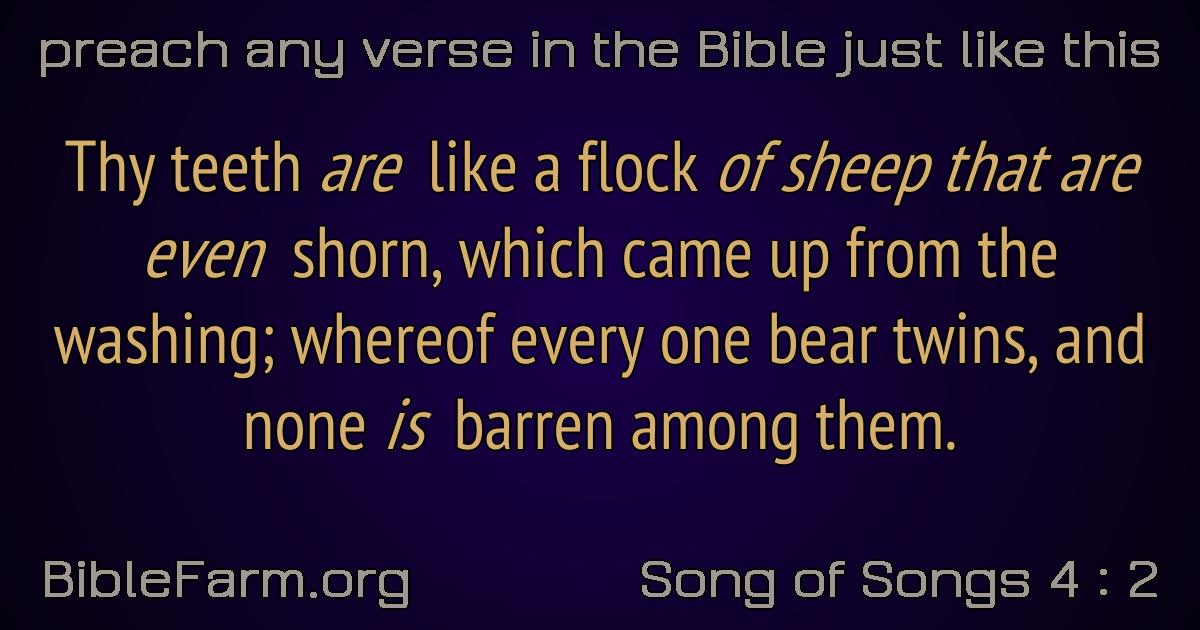 preach any verse in the Bible just like this
Thy teeth are like a flock of sheep that are
even shorn, which came up from the
washing; whereof every one bear twins, and
none is barren among them.
BibleFarm.org
Song of Songs 4 : 2